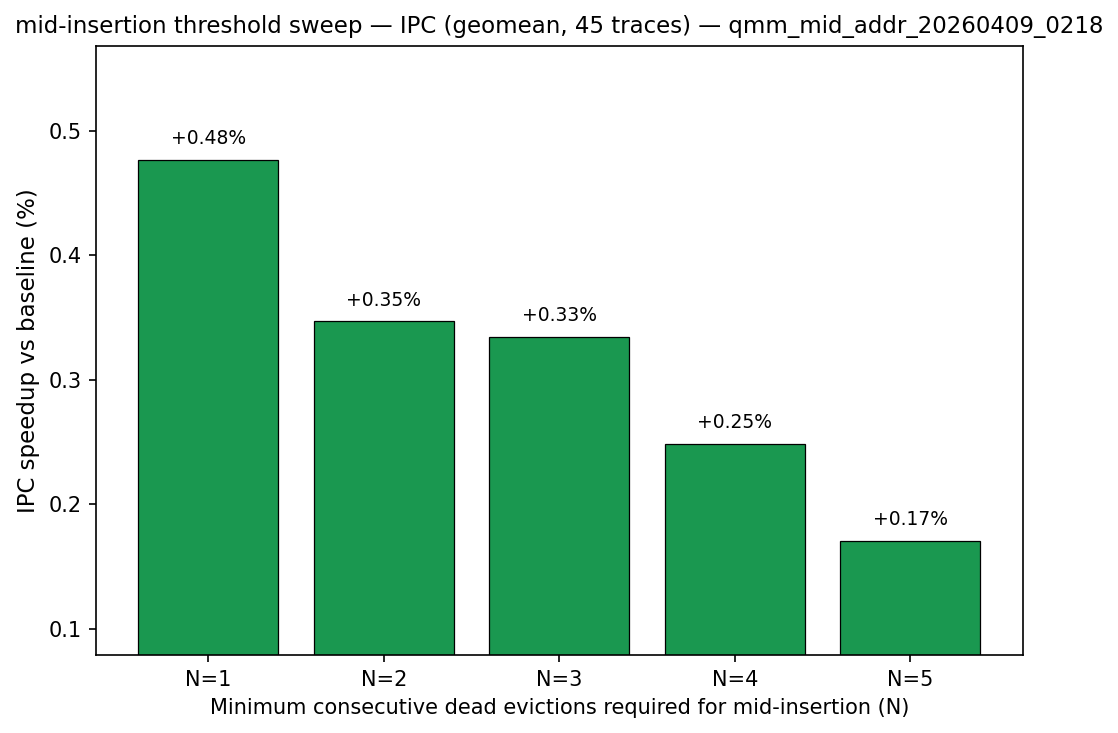 mid-insertion threshold sweep — IPC (geomean, 45 traces) — qmm_mid_addr_20260409_0218
IPC speedup vs baseline (%)
0.5
0.4
0.3
0.2
0.1
+0.48%
+0.35%
+0.33%
+0.25%
+0.17%
N=1 N=2 N=3 N=4 N=5
Minimum consecutive dead evictions required for mid-insertion (N)